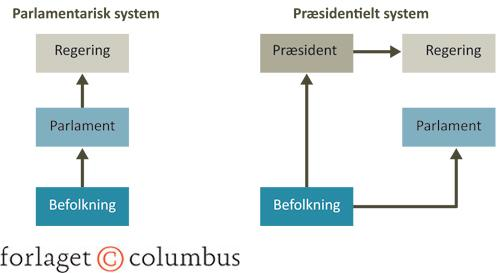 Parlamentarisk system
Regering
Parlament
Befolkning
Præsidentielt system
Præsident
Regering
Parlament
Befolkning
forlaget © columbus